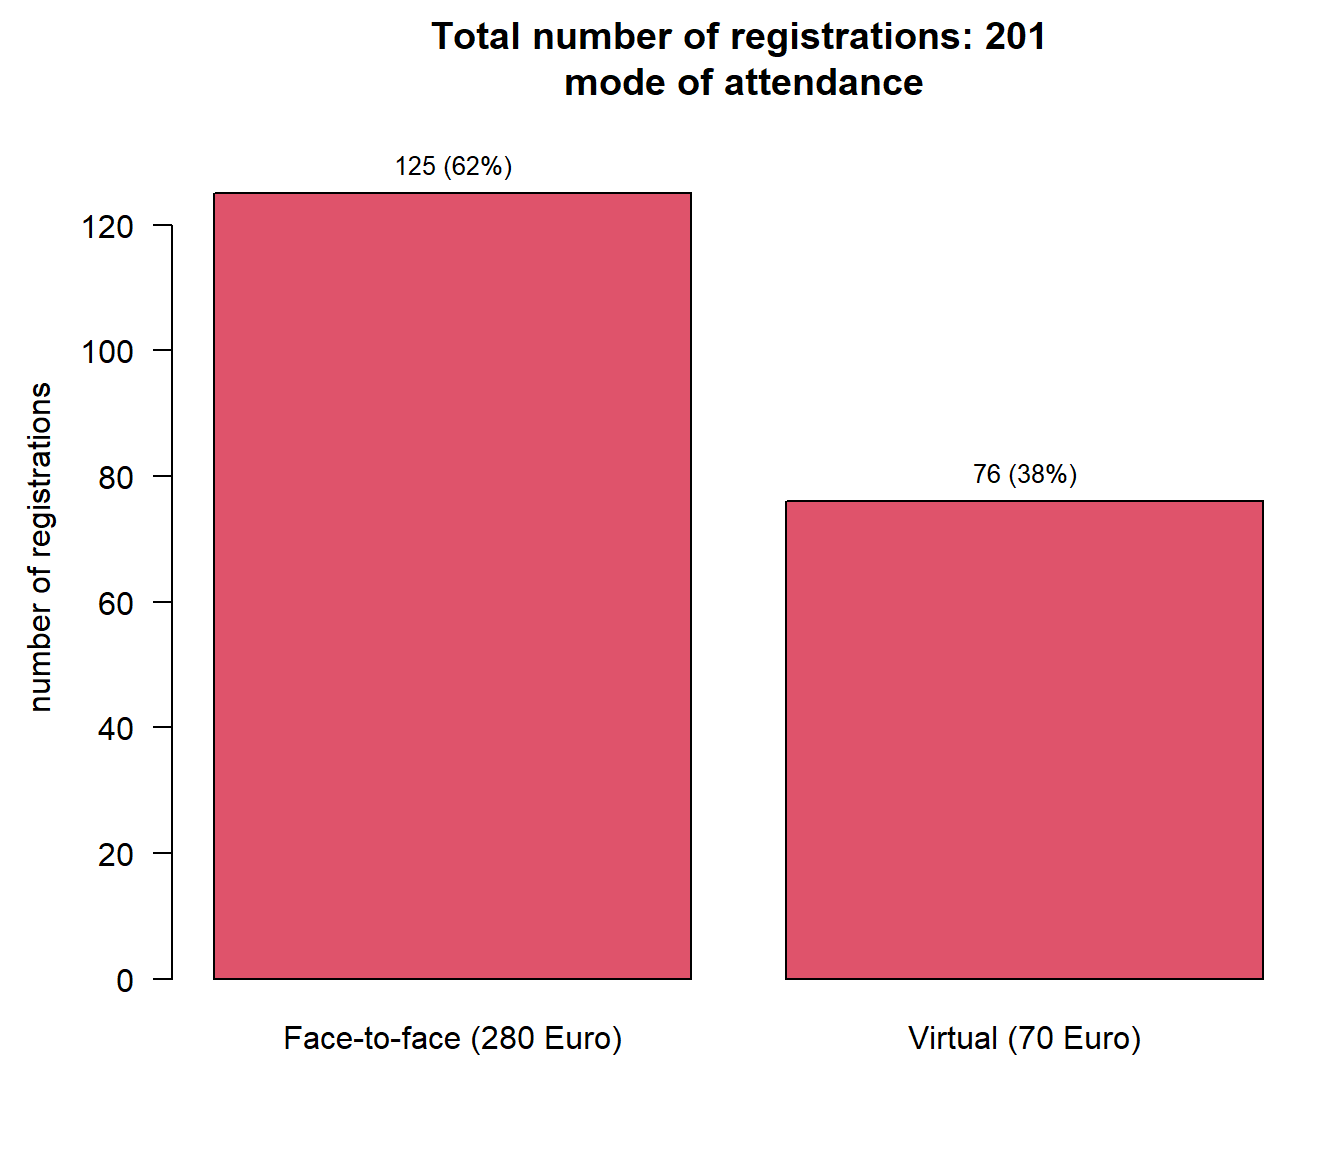 Total number of registrations: 201
mode of attendance
125 (62%)
120
100
80
60
40
20
0
number of registrations
76 (38%)
Face-to-face (280 Euro)
Virtual (70 Euro)